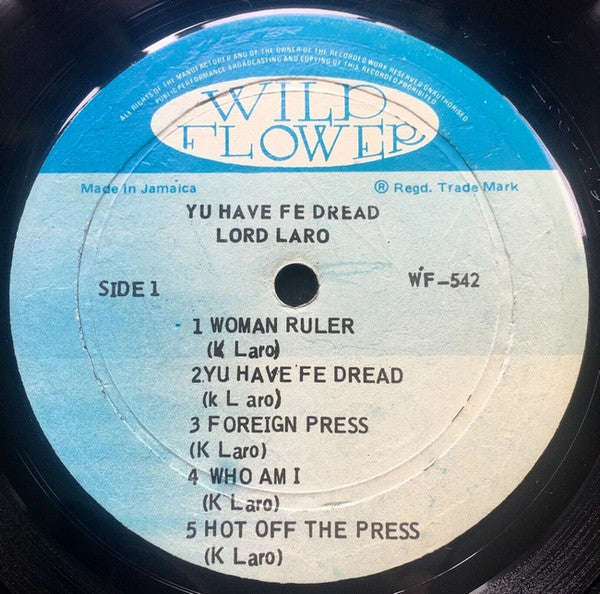 ALL RIGHTS OF THE MANUFACTURER AND OF THE OWNER OF THE RECORDED WORK RESERVED UNAUTHORISED
PUBLIC PERFORMANCE BROADCASTING AND COPYING OF THIS RECORDED PROHIBITED
WILD
FLOWER
Made in Jamaica
® Regd. Trade Mark
YU HAVE FE DREAD
LORD LARO
SIDE 1
WF-542
1 WOMAN RULER
(K Laro)
2.YU HAVE FE DREAD
(k L aro)
3 FOREIGN PRESS
(K Laro)
4 WHO AM I
(K Laro)
5 HOT OFF THE PRESS
(K Laro)